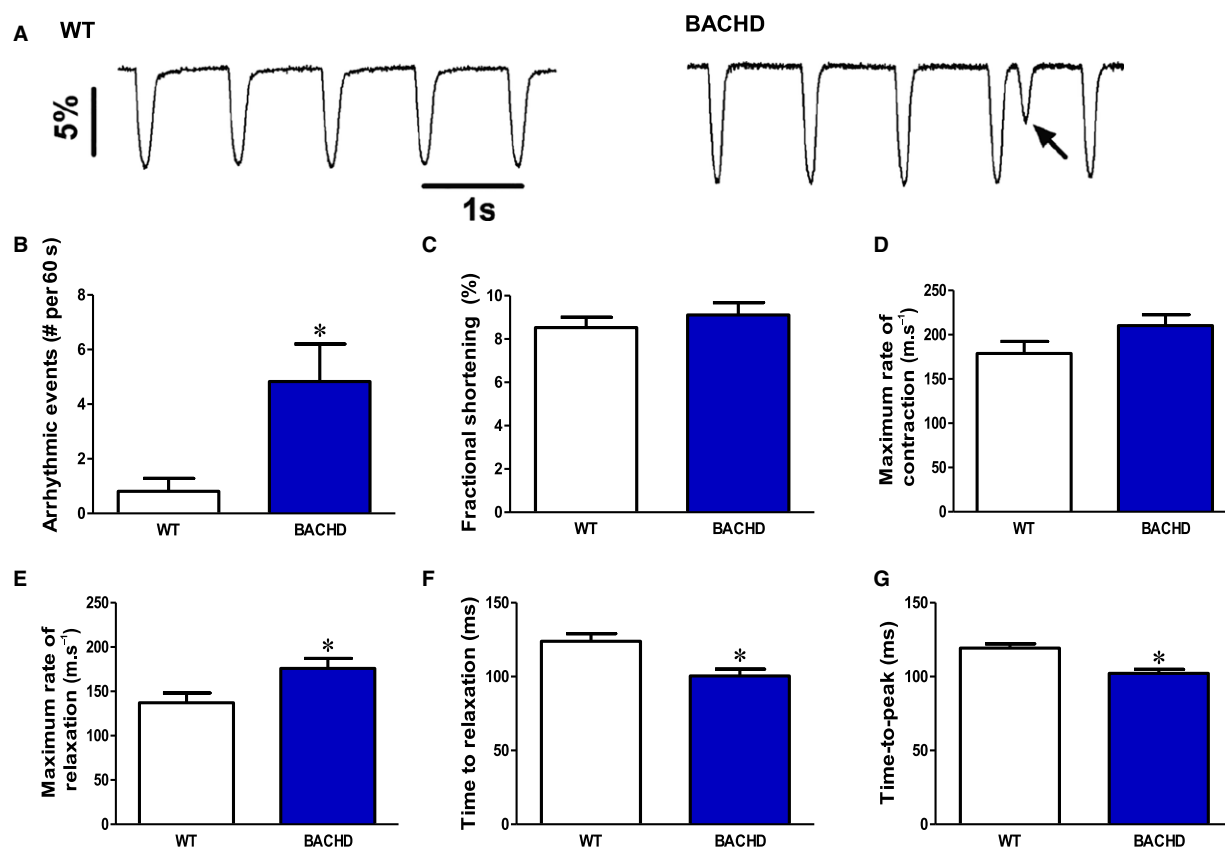 A
WT
BACHD
5%
1s
B
Arrhythmic events (# per 60 s)
8
6
4
2
0
*
WT
BACHD
C
Fractional shortening (%)
10
8
6
4
2
0
WT
BACHD
D
Maximum rate of
contraction (m.s⁻¹)
250
200
150
100
50
0
WT
BACHD
E
Maximum rate of
relaxation (m.s⁻¹)
250
200
150
100
50
0
*
WT
BACHD
F
Time to relaxation (ms)
150
100
50
0
*
WT
BACHD
G
Time-to-peak (ms)
150
100
50
0
*
WT
BACHD